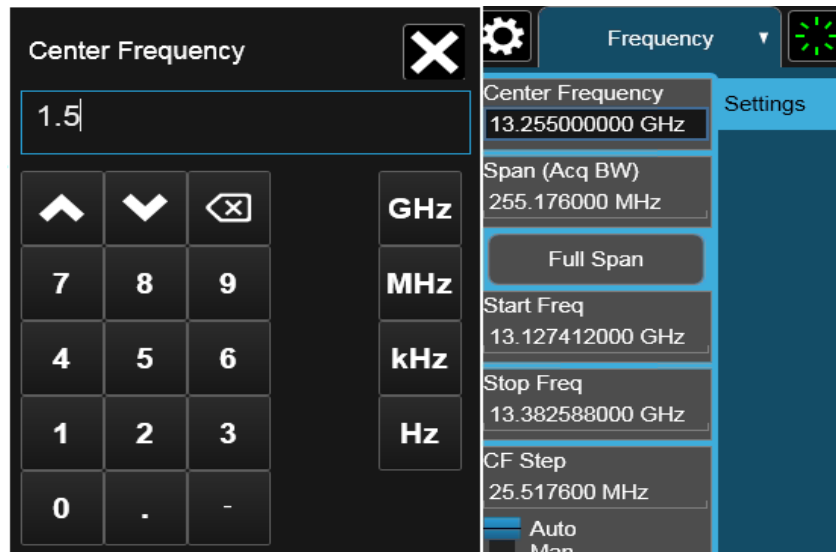 Center Frequency
1.5
GHz
7 8 9 MHz
4 5 6 kHz
1 2 3 Hz
0 . -
Frequency
Center Frequency
13.255000000 GHz
Settings
Span (Acq BW)
255.176000 MHz
Full Span
Start Freq
13.127412000 GHz
Stop Freq
13.382588000 GHz
CF Step
25.517600 MHz
Auto
Man